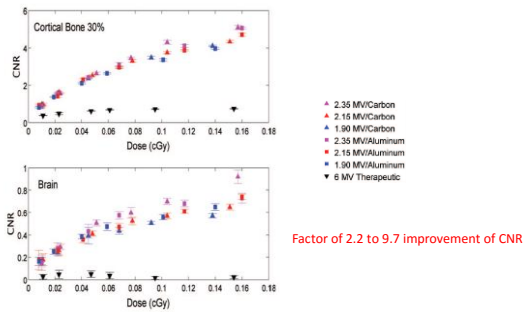 Cortical Bone 30%
6
4
2
0
CNR
0 0.02 0.04 0.06 0.08 0.1 0.12 0.14 0.16 0.18
Dose (cGy)
Brain
1
0.8
0.6
0.4
0.2
0
CNR
0 0.02 0.04 0.06 0.08 0.1 0.12 0.14 0.16 0.18
Dose (cGy)
2.35 MV/Carbon
2.15 MV/Carbon
1.90 MV/Carbon
2.35 MV/Aluminum
2.15 MV/Aluminum
1.90 MV/Aluminum
6 MV Therapeutic
Factor of 2.2 to 9.7 improvement of CNR